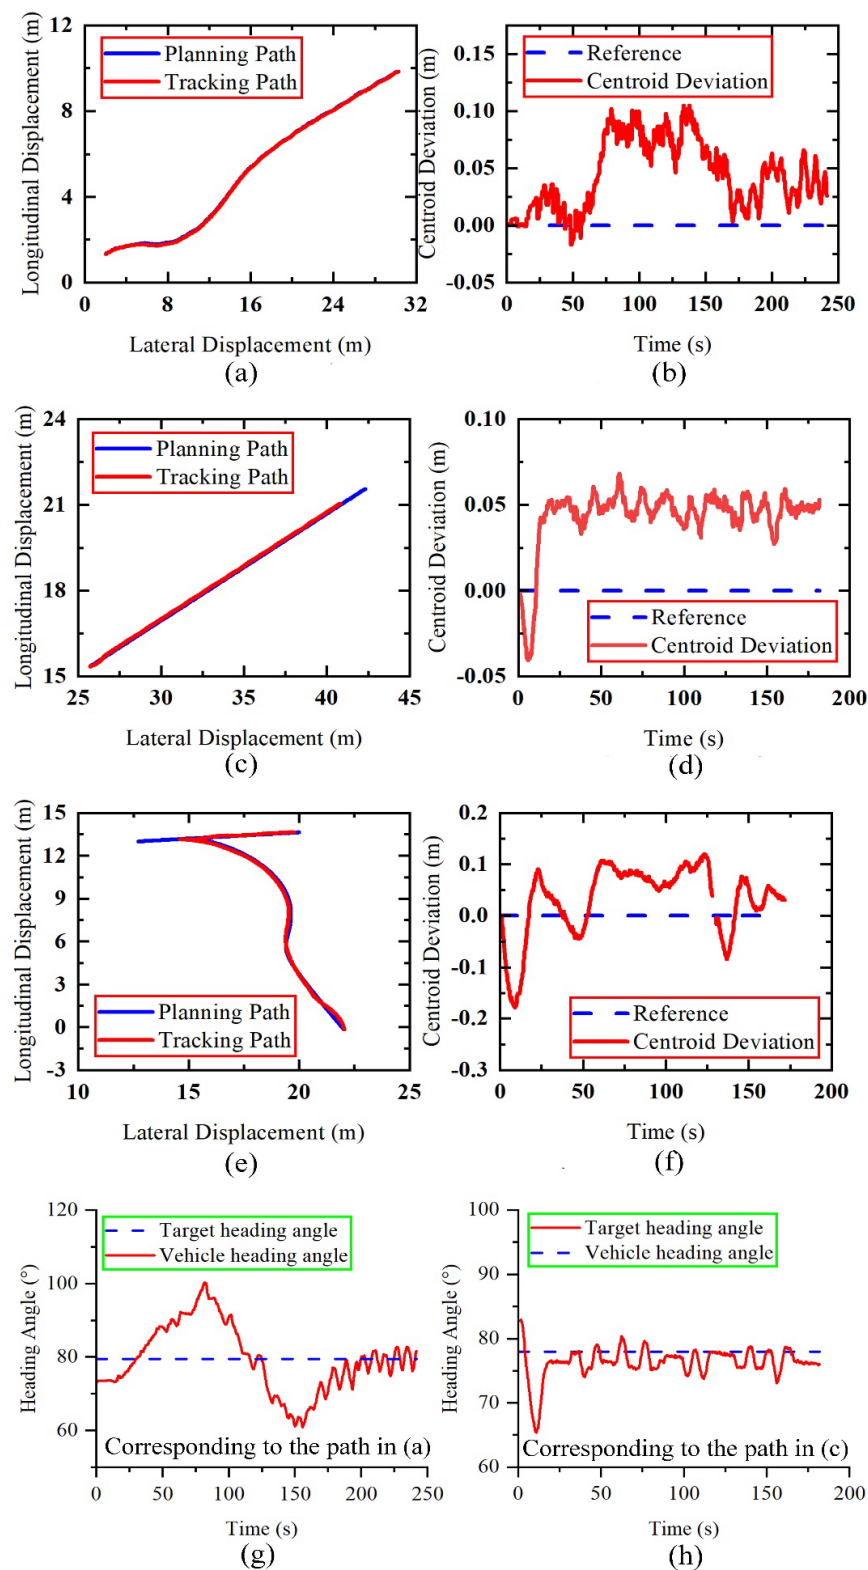 Longitudinal Displacement (m)
12
8
4
0
Planning Path
Tracking Path
0 8 16 24 32
Lateral Displacement (m)
(a)
Centroid Deviation (m)
0.15
0.10
0.05
0.00
-0.05
Reference
Centroid Deviation
0 50 100 150 200 250
Time (s)
(b)
Longitudinal Displacement (m)
24
21
18
15
Planning Path
Tracking Path
25 30 35 40 45
Lateral Displacement (m)
(c)
Centroid Deviation (m)
0.10
0.05
0.00
-0.05
Reference
Centroid Deviation
0 50 100 150 200
Time (s)
(d)
Longitudinal Displacement (m)
15
12
9
6
3
0
-3
Planning Path
Tracking Path
10 15 20 25
Lateral Displacement (m)
(e)
Centroid Deviation (m)
0.2
0.1
0.0
-0.1
-0.2
-0.3
Reference
Centroid Deviation
0 50 100 150 200
Time (s)
(f)
Heading Angle (°)
120
100
80
60
Target heading angle
Vehicle heading angle
Corresponding to the path in (a)
0 50 100 150 200 250
Time (s)
(g)
Heading Angle (°)
100
90
80
70
60
Target heading angle
Vehicle heading angle
Corresponding to the path in (c)
0 50 100 150 200
Time (s)
(h)